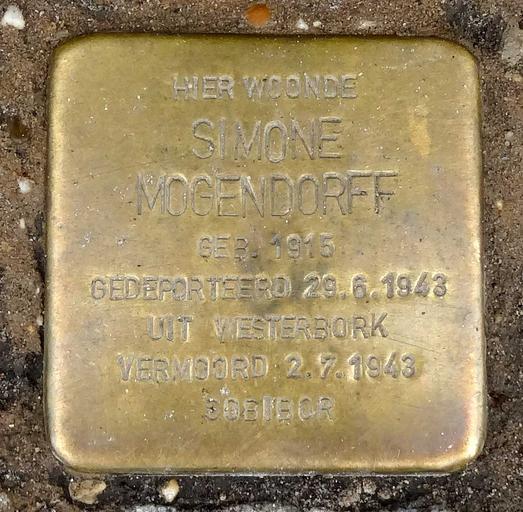 HIER WOONDE
SIMONE
MOGENDORFF
GEB. 1915
GEDEPORTEERD 29.6.1943
UIT WESTERBORK
VERMOORD 2.7.1943
SOBIBOR